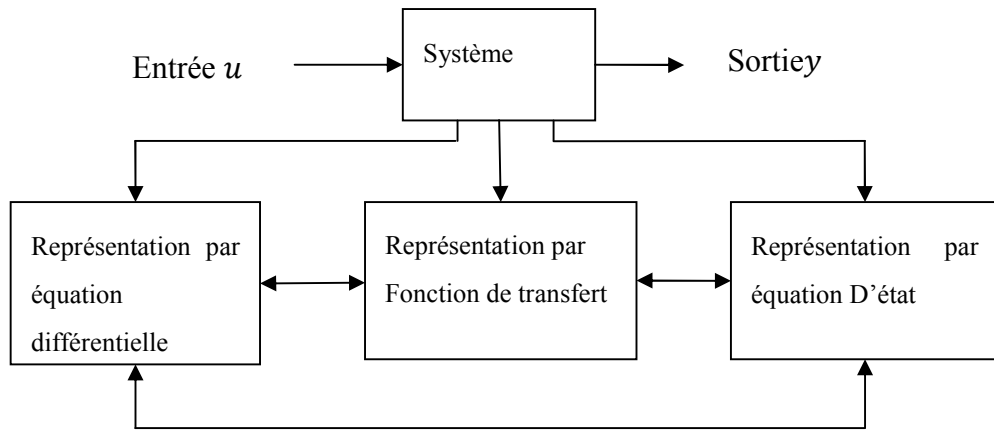 Entrée u
Système
Sortiey
Représentation par
équation
différentielle
Représentation par
Fonction de transfert
Représentation par
équation D’état